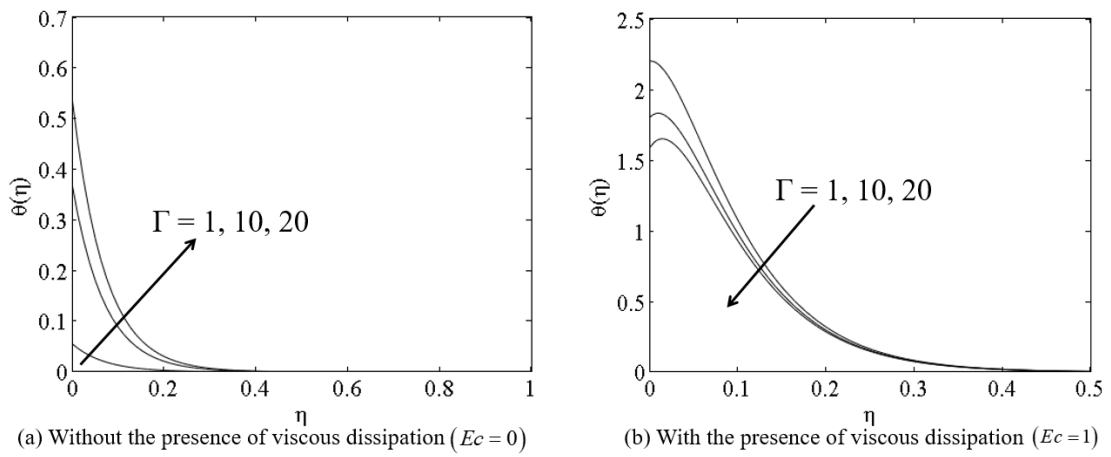 0.7
0.6
0.5
0.4
0.3
0.2
0.1
0
θ(η)
Γ = 1, 10, 20
0 0.2 0.4 0.6 0.8 1
η
(a) Without the presence of viscous dissipation (Ec = 0)
2.5
2
1.5
1
0.5
0
θ(η)
Γ = 1, 10, 20
0 0.1 0.2 0.3 0.4 0.5
η
(b) With the presence of viscous dissipation (Ec = 1)